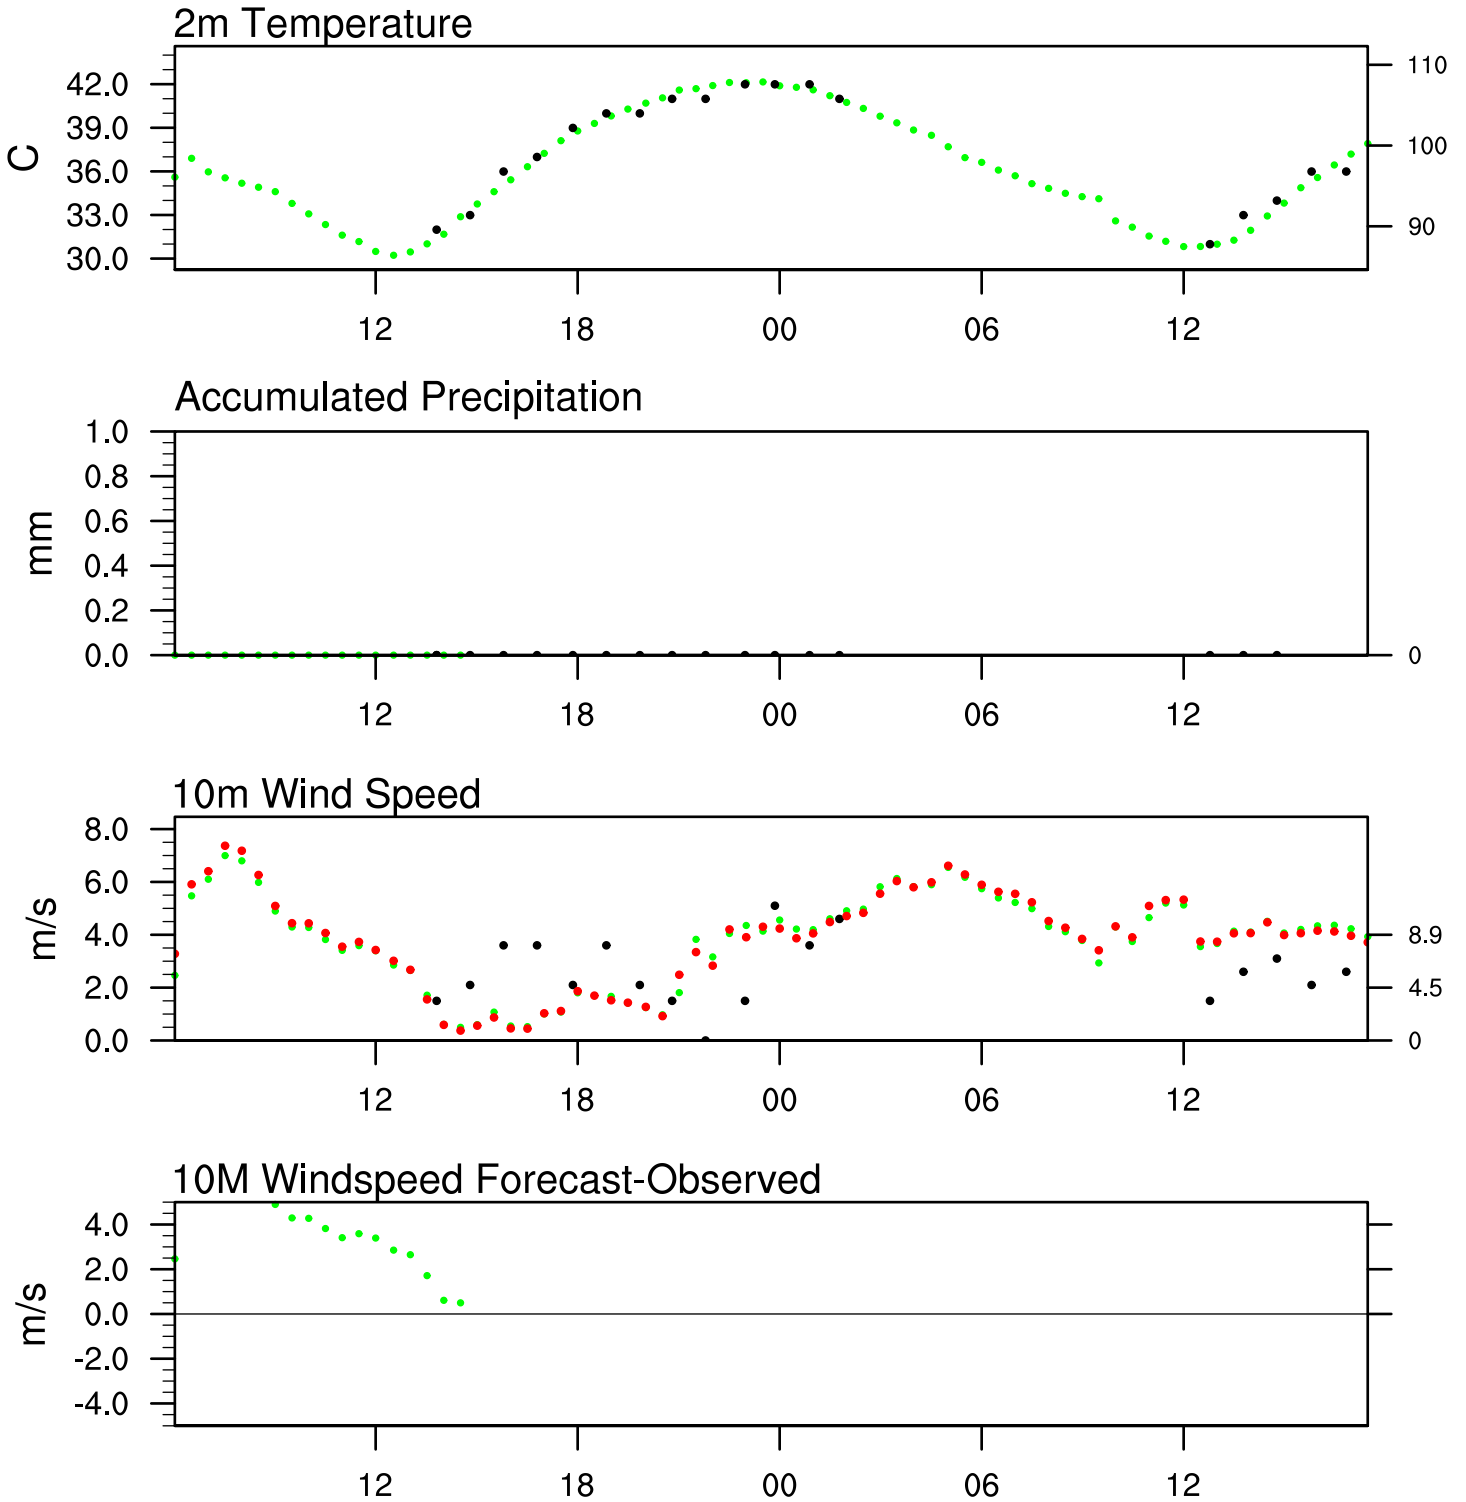 2m Temperature
C
42.0
39.0
36.0
33.0
30.0
110
100
90
12 18 00 06 12
Accumulated Precipitation
mm
1.0
0.8
0.6
0.4
0.2
0.0
0
12 18 00 06 12
10m Wind Speed
m/s
8.0
6.0
4.0
2.0
0.0
8.9
4.5
0
12 18 00 06 12
10M Windspeed Forecast-Observed
m/s
4.0
2.0
0.0
-2.0
-4.0
12 18 00 06 12